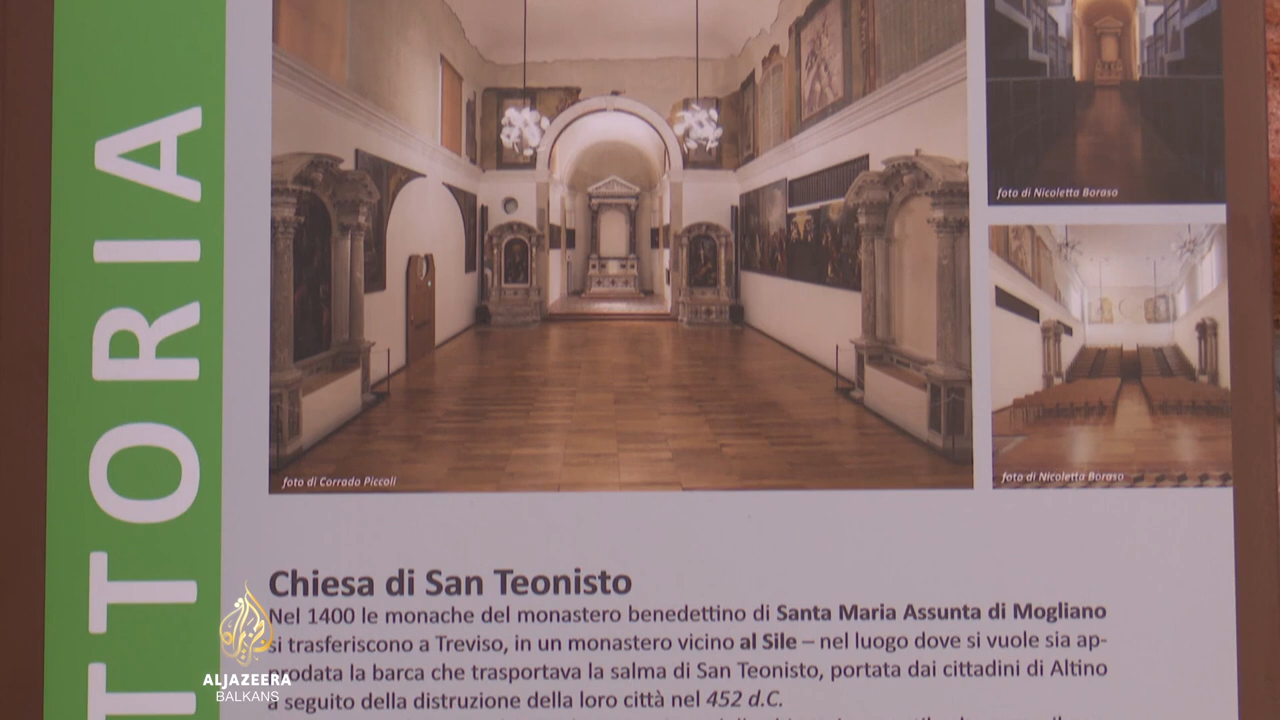 TTORIA
foto di Nicoletta Boraso
foto di Corrado Piccoli
foto di Nicoletta Boraso
Chiesa di San Teonisto
Nel 1400 le monache del monastero benedettino di Santa Maria Assunta di Mogliano
si trasferiscono a Treviso, in un monastero vicino al Sile – nel luogo dove si vuole sia ap-
prodata la barca che trasportava la salma di San Teonisto, portata dai cittadini di Altino
a seguito della distruzione della loro città nel 452 d.C.
ALJAZEERA
BALKANS